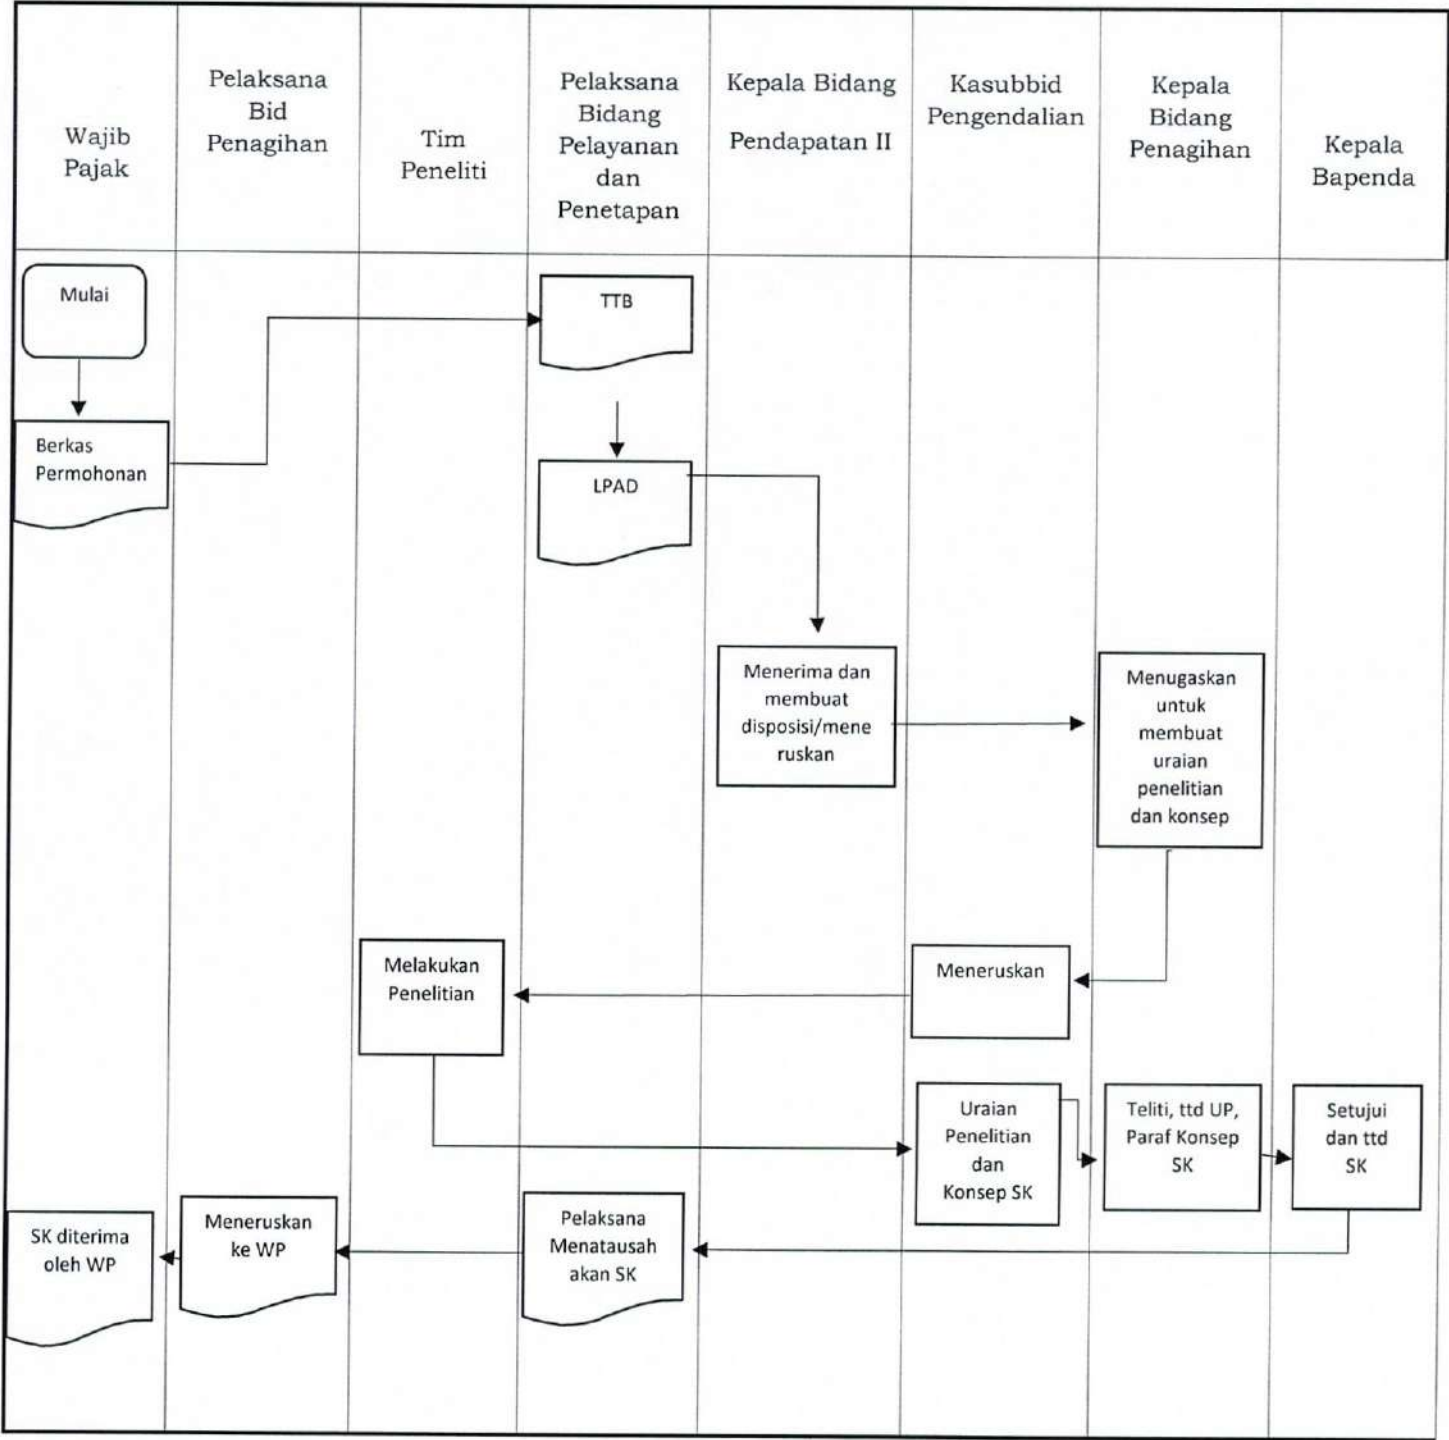 Wajib
Pajak
Pelaksana
Bid
Penagihan
Tim
Peneliti
Pelaksana
Bidang
Pelayanan
dan
Penetapan
Kepala Bidang
Pendapatan II
Kasubbid
Pengendalian
Kepala
Bidang
Penagihan
Kepala
Bapenda
Mulai
TTB
Berkas
Permohonan
LPAD
Menerima dan
membuat
disposisi/mene
ruskan
Menugaskan
untuk
membuat
uraian
penelitian
dan konsep
Meneruskan
Melakukan
Penelitian
Uraian
Penelitian
dan
Konsep SK
Teliti, ttd UP,
Paraf Konsep
SK
Setujui
dan ttd
SK
Pelaksana
Menatausah
akan SK
Meneruskan
ke WP
SK diterima
oleh WP